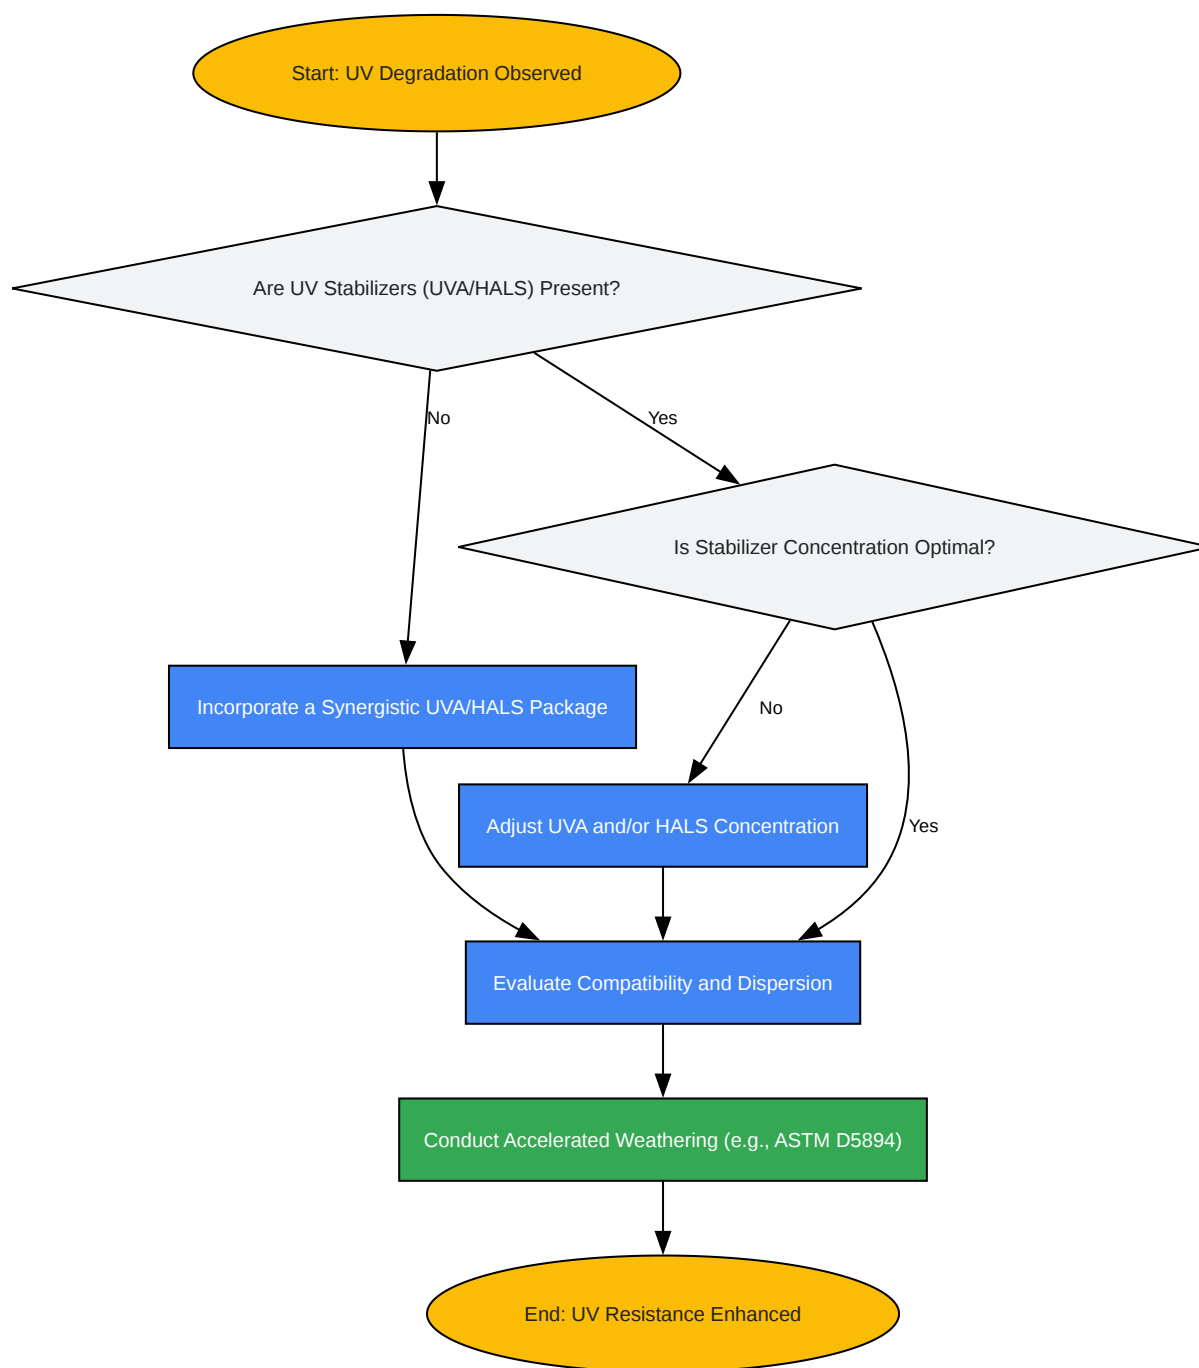 Start: UV Degradation Observed
Are UV Stabilizers (UVA/HALS) Present?
No
Yes
Is Stabilizer Concentration Optimal?
Incorporate a Synergistic UVA/HALS Package
No
Adjust UVA and/or HALS Concentration
Yes
Evaluate Compatibility and Dispersion
Conduct Accelerated Weathering (e.g., ASTM D5894)
End: UV Resistance Enhanced